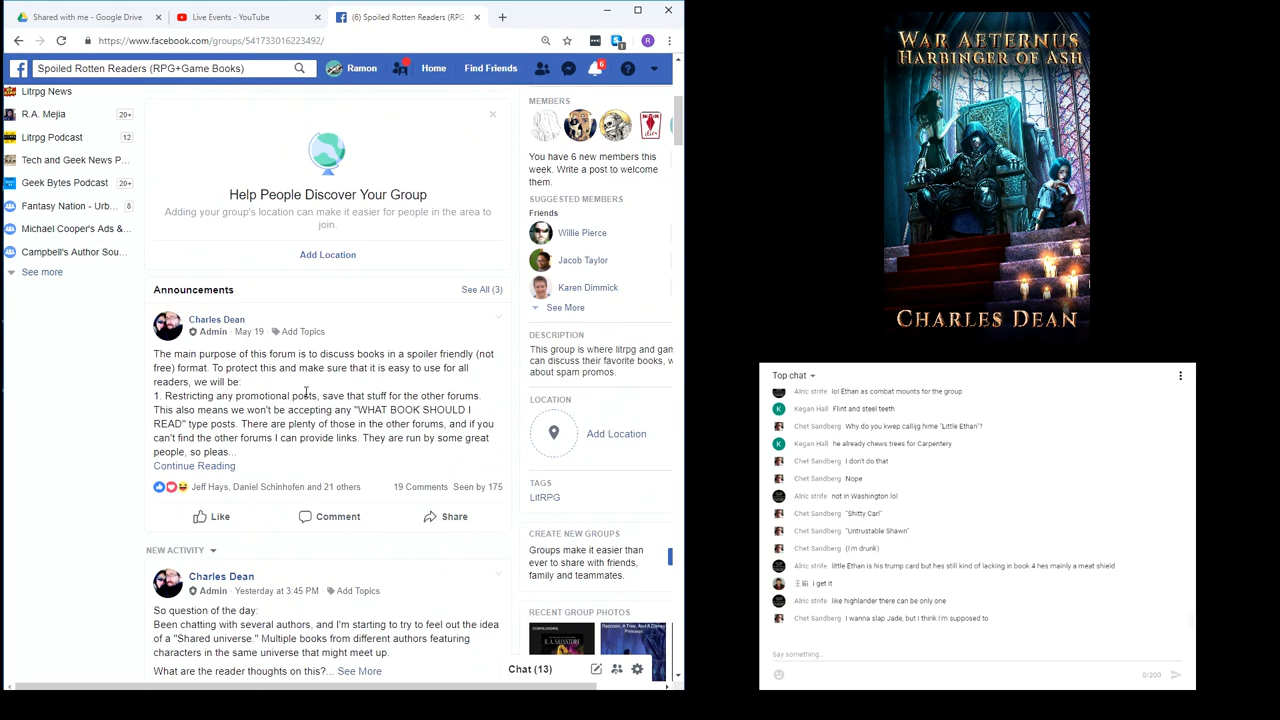 Shared with me - Google Drive
Live Events - YouTube
(6) Spoiled Rotten Readers (RPG
https://www.facebook.com/groups/541733016223492/
Spoiled Rotten Readers (RPG+Game Books)
Ramon
Home
Find Friends
6
Litrpg News
R.A. Mejia 20+
Litrpg Podcast 12
Tech and Geek News P...
Geek Bytes Podcast 20+
Fantasy Nation - Urb... 8
Michael Cooper's Ads &...
Campbell's Author Sou...
See more
Help People Discover Your Group
Adding your group's location can make it easier for people in the area to
join.
Add Location
Announcements
See All (3)
Charles Dean
Admin · May 19 · Add Topics
The main purpose of this forum is to discuss books in a spoiler friendly (not
free) format. To protect this and make sure that it is easy to use for all
readers, we will be:
1. Restricting any promotional posts, save that stuff for the other forums.
This also means we won't be accepting any "WHAT BOOK SHOULD I
READ" type posts. There are plenty of those in the other forums, and if you
can't find the other forums I can provide links. They are run by some great
people, so pleas...
Continue Reading
Jeff Hays, Daniel Schinhofen and 21 others
19 Comments Seen by 175
Like
Comment
Share
NEW ACTIVITY
Charles Dean
Admin · Yesterday at 3:45 PM · Add Topics
So question of the day:
Been chatting with several authors, and I'm starting to try to feel out the idea
of a "Shared universe." Multiple books from different authors featuring
characters in the same universe that might meet up.
What are the reader thoughts on this?... See More
MEMBERS
You have 6 new members this
week. Write a post to welcome
them.
SUGGESTED MEMBERS
Friends
Willie Pierce
Jacob Taylor
Karen Dimmick
See More
DESCRIPTION
This group is where litrpg and gam
can discuss their favorite books, w
about spam promos.
LOCATION
Add Location
TAGS
LitRPG
CREATE NEW GROUPS
Groups make it easier than
ever to share with friends,
family and teammates.
RECENT GROUP PHOTOS
R.A. SALVATORE
Chat (13)
WAR AETERNUS
HARBINGER OF ASH
CHARLES DEAN
Top chat
Alric strife lol Ethan as combat mounts for the group
Kegan Hall Flint and steel teeth
Chet Sandberg Why do you kwep callijg hime "Little Ethan"?
Kegan Hall he already chews trees for Carpentery
Chet Sandberg I don't do that
Chet Sandberg Nope
Alric strife not in Washington lol
Chet Sandberg "Shitty Carl"
Chet Sandberg "Untrustable Shawn"
Chet Sandberg (I'm drunk)
Alric strife little Ethan is his trump card but hes still kind of lacking in book 4 hes mainly a meat shield
i get it
Alric strife like highlander there can be only one
Chet Sandberg I wanna slap Jade, but I think I'm supposed to
Say something...
0/200